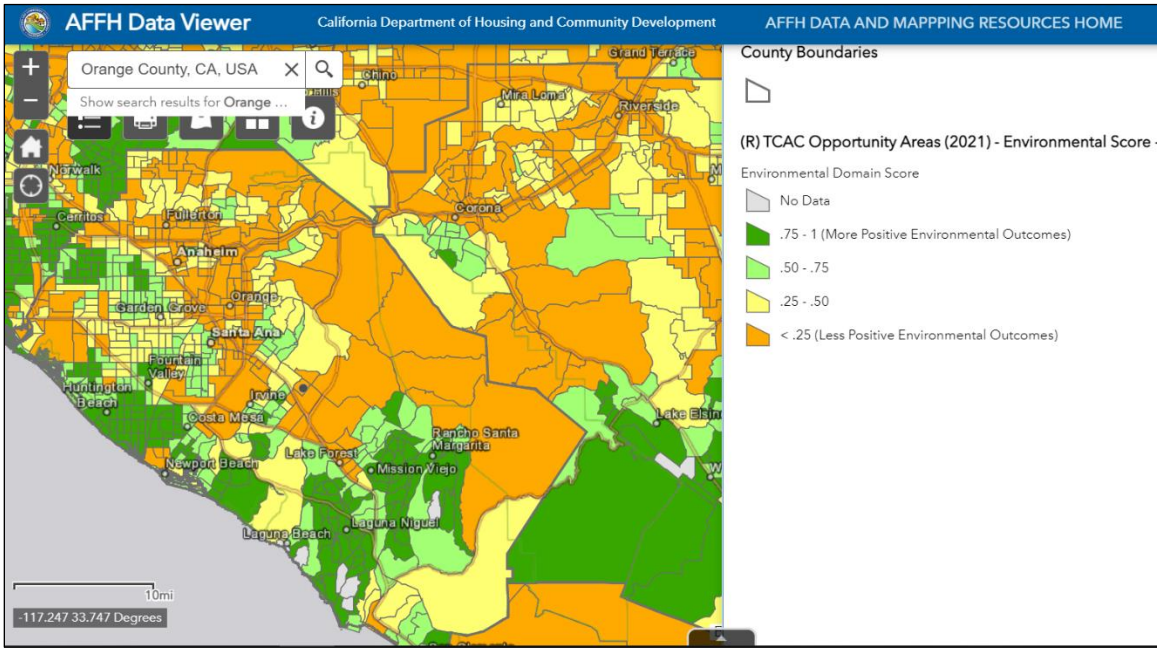 AFFH Data Viewer
California Department of Housing and Community Development
AFFH DATA AND MAPPPING RESOURCES HOME
+
−
Orange County, CA, USA
Show search results for Orange ...
Grand Terrace
Chino
Mira Loma
Riverside
Norwalk
Cerritos
Fullerton
Corona
Anaheim
Garden Grove
Orange
Santa Ana
Fountain
Valley
Huntington
Beach
Irvine
Costa Mesa
Lake Elsin
Rancho Santa
Margarita
Lake Forest
Newport Beach
Mission Viejo
Laguna Niguel
Laguna Beach
10mi
-117.247 33.747 Degrees
County Boundaries
(R) TCAC Opportunity Areas (2021) - Environmental Score -
Environmental Domain Score
No Data
.75 - 1 (More Positive Environmental Outcomes)
.50 - .75
.25 - .50
< .25 (Less Positive Environmental Outcomes)